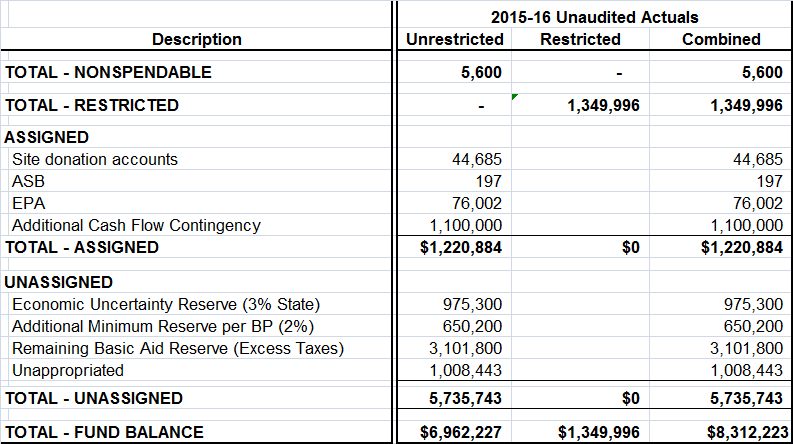 2015-16 Unaudited Actuals
Description Unrestricted Restricted Combined
TOTAL - NONSPENDABLE 5,600 - 5,600
TOTAL - RESTRICTED - 1,349,996 1,349,996
ASSIGNED
Site donation accounts 44,685 44,685
ASB 197 197
EPA 76,002 76,002
Additional Cash Flow Contingency 1,100,000 1,100,000
TOTAL - ASSIGNED $1,220,884 $0 $1,220,884
UNASSIGNED
Economic Uncertainty Reserve (3% State) 975,300 975,300
Additional Minimum Reserve per BP (2%) 650,200 650,200
Remaining Basic Aid Reserve (Excess Taxes) 3,101,800 3,101,800
Unappropriated 1,008,443 1,008,443
TOTAL - UNASSIGNED 5,735,743 $0 5,735,743
TOTAL - FUND BALANCE $6,962,227 $1,349,996 $8,312,223